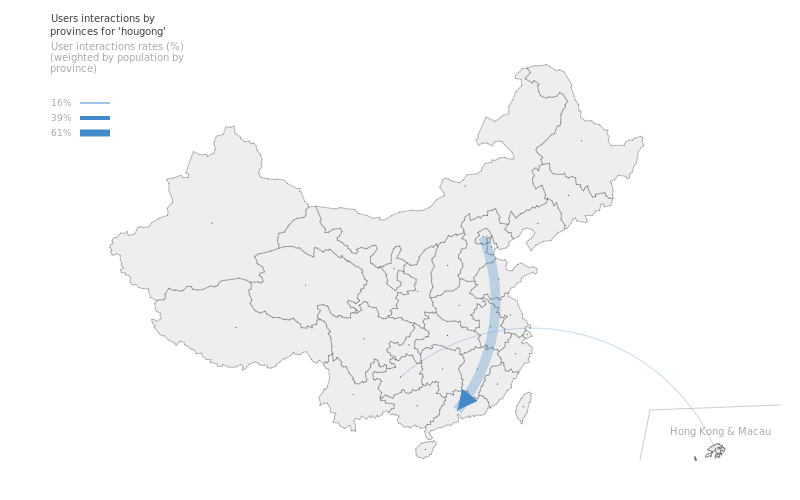 Users interactions by
provinces for 'hougong'
User interactions rates (%)
(weighted by population by
province)
16%
39%
61%
Hong Kong & Macau